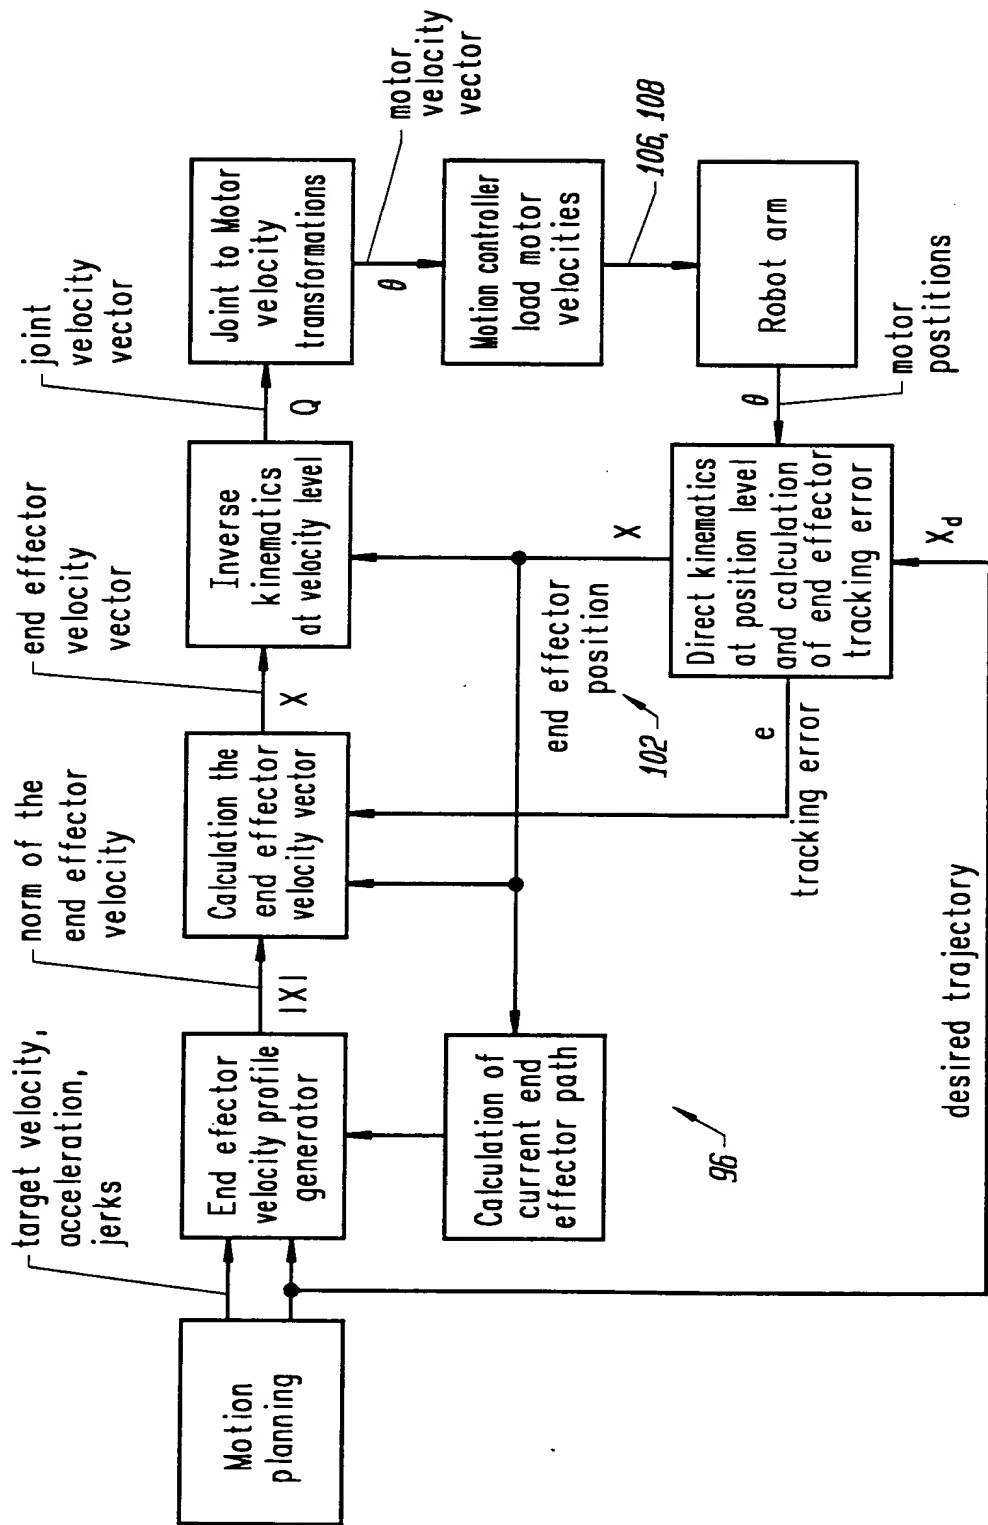 target velocity,
acceleration,
jerks
norm of the
end effector
velocity
end effector
velocity
vector
joint
velocity
vector
Motion
planning
End efector
velocity profile
generator
|X|
Calculation the
end effector
velocity vector
X
Inverse
kinematics
at velocity level
Q
Joint to Motor
velocity
transformations
θ
motor
velocity
vector
Motion controller
load motor
velocities
106, 108
Robot arm
θ
motor
postitions
Direct kinematics
at position level
and calculation
of end effector
tracking error
X
end effector
position
102
e
tracking error
Calculation of
current end
effector path
96
Xd
desired trajectory